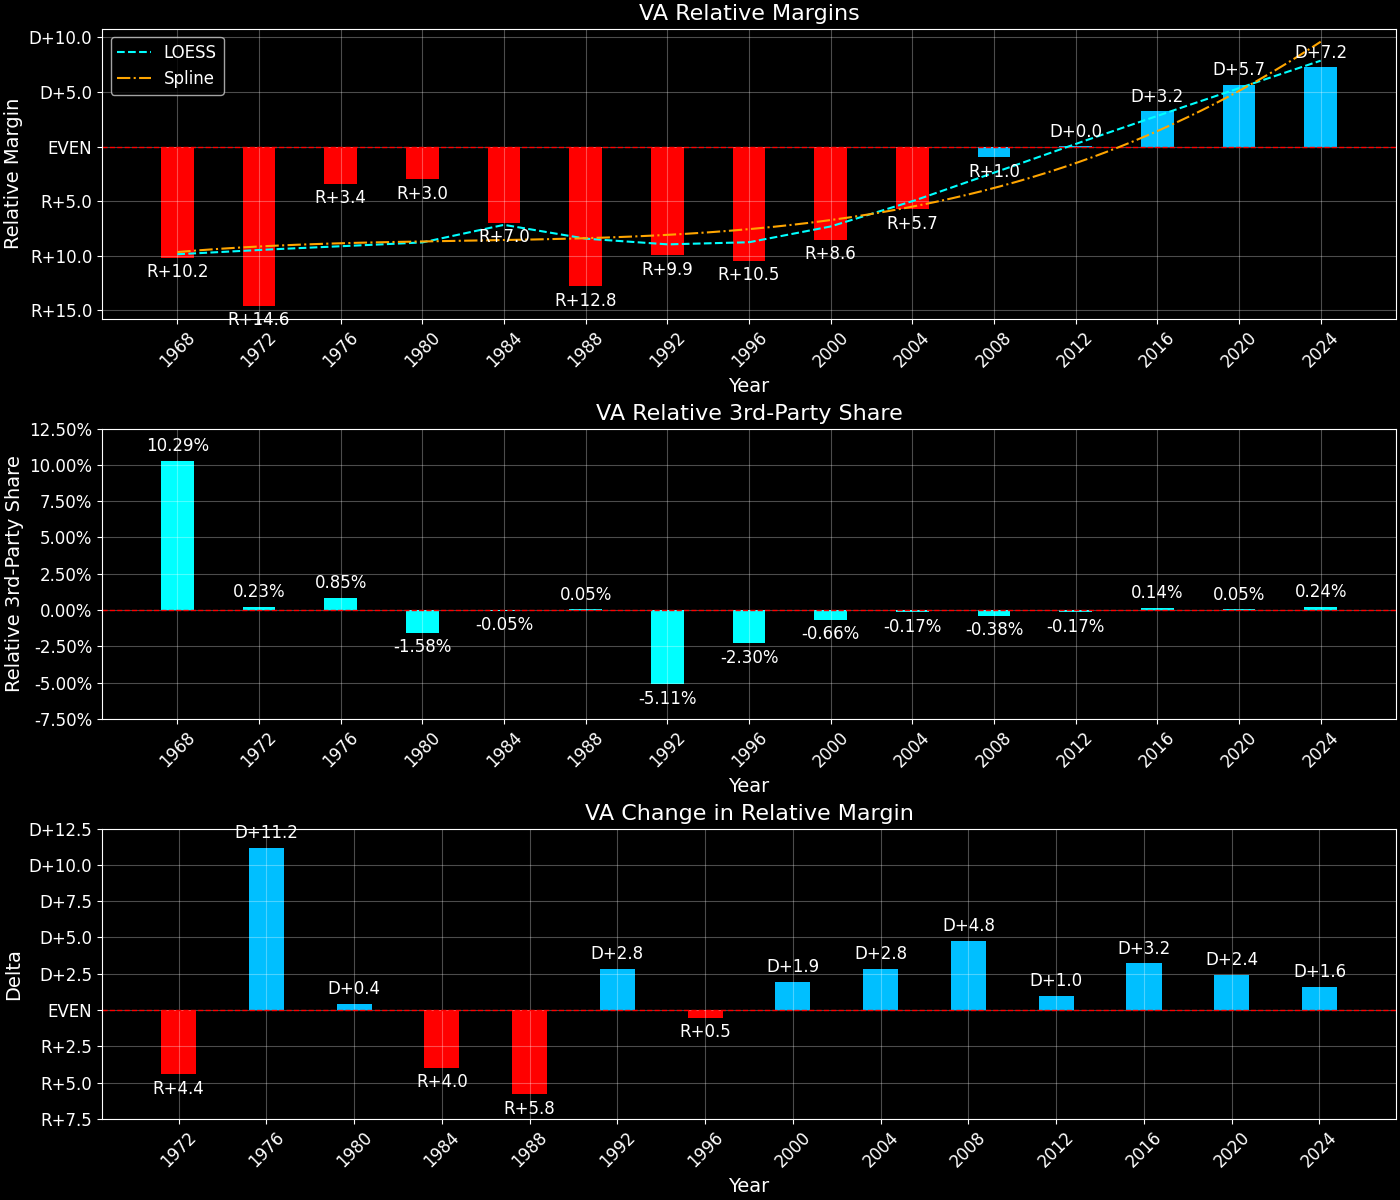 VA Relative Margins
Relative Margin
D+10.0
D+5.0
EVEN
R+5.0
R+10.0
R+15.0
LOESS
Spline
R+10.2
R+14.6
R+3.4
R+3.0
R+7.0
R+12.8
R+9.9
R+10.5
R+8.6
R+5.7
R+1.0
D+0.0
D+3.2
D+5.7
D+7.2
1968 1972 1976 1980 1984 1988 1992 1996 2000 2004 2008 2012 2016 2020 2024
Year
VA Relative 3rd-Party Share
Relative 3rd-Party Share
12.50%
10.00%
7.50%
5.00%
2.50%
0.00%
-2.50%
-5.00%
-7.50%
10.29%
0.23%
0.85%
-1.58%
-0.05%
0.05%
-5.11%
-2.30%
-0.66%
-0.17%
-0.38%
-0.17%
0.14%
0.05%
0.24%
1968 1972 1976 1980 1984 1988 1992 1996 2000 2004 2008 2012 2016 2020 2024
Year
VA Change in Relative Margin
Delta
D+12.5
D+10.0
D+7.5
D+5.0
D+2.5
EVEN
R+2.5
R+5.0
R+7.5
R+4.4
D+11.2
D+0.4
R+4.0
R+5.8
D+2.8
R+0.5
D+1.9
D+2.8
D+4.8
D+1.0
D+3.2
D+2.4
D+1.6
1972 1976 1980 1984 1988 1992 1996 2000 2004 2008 2012 2016 2020 2024
Year